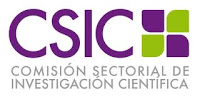 CSIC
COMISIÓN SECTORIAL DE
INVESTIGACIÓN CIENTÍFICA